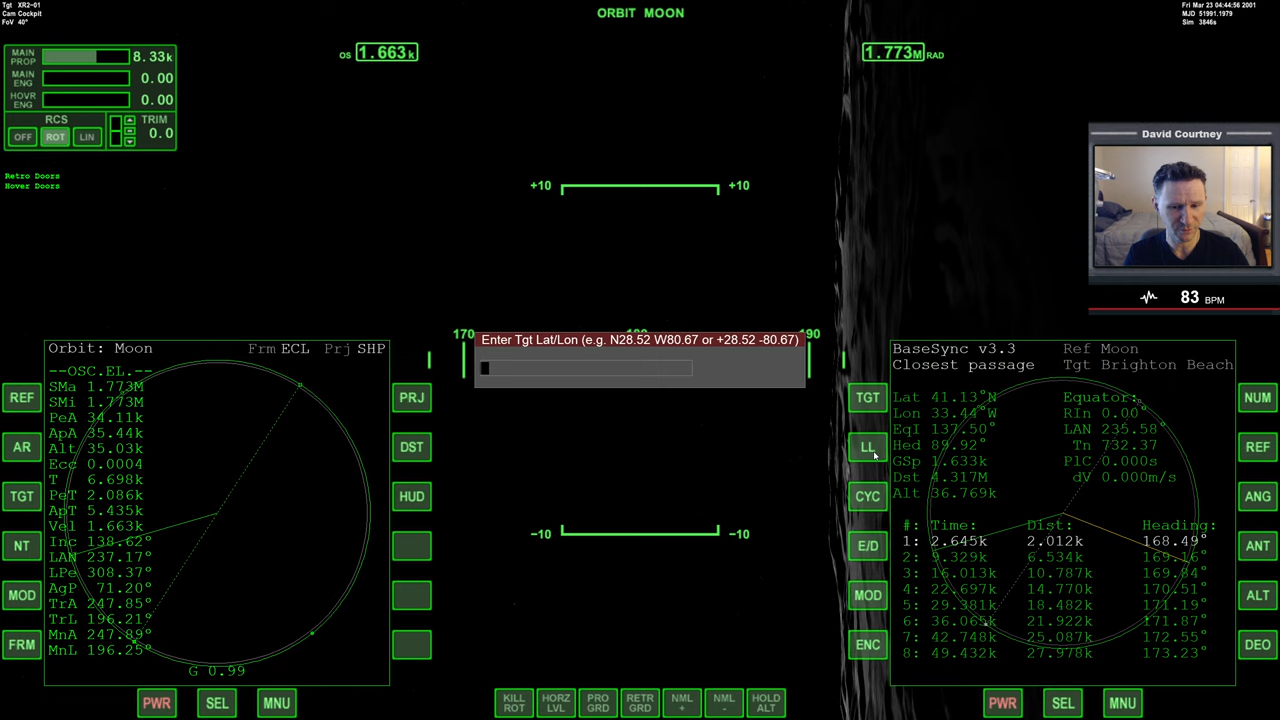 Tgt XR2-01
Cam Cockpit
FoV 40°
ORBIT MOON
Fri Mar 23 04:44:56 2001
MJD 51991.1979
Sim 3846s
MAIN PROP 8.33k
MAIN ENG 0.00
HOVR ENG 0.00
RCS TRIM
OFF ROT LIN 0.0
OS 1.663k
1.773M RAD
Retro Doors
Hover Doors
David Courtney
83 BPM
+10 +10
170 190
-10 -10
Enter Tgt Lat/Lon (e.g. N28.52 W80.67 or +28.52 -80.67)
Orbit: Moon Frm ECL Prj SHP
--OSC.EL.--
SMa 1.773M
SMi 1.773M
PeA 34.11k
ApA 35.44k
Alt 35.03k
Ecc 0.0004
T 6.698k
PeT 2.086k
ApT 5.435k
Vel 1.663k
Inc 138.62°
LAN 237.17°
LPe 308.37°
AgP 71.20°
TrA 247.85°
TrL 196.21°
MnA 247.89°
MnL 196.25°
G 0.99
REF
AR
TGT
NT
MOD
FRM
PRJ
DST
HUD
PWR SEL MNU
KILL ROT
HORZ LVL
PRO GRD
RETR GRD
NML +
NML -
HOLD ALT
BaseSync v3.3 Ref Moon
Closest passage Tgt Brighton Beach
Lat 41.13°N Equator:
Lon 33.44°W RIn 0.00°
EqI 137.50° LAN 235.58°
Hed 89.92° Tn 732.37
GSp 1.633k PlC 0.000s
Dst 4.317M dV 0.000m/s
Alt 36.769k
#: Time: Dist: Heading:
1: 2.645k 2.012k 168.49°
2: 9.329k 6.534k 169.16°
3: 16.013k 10.787k 169.84°
4: 22.697k 14.770k 170.51°
5: 29.381k 18.482k 171.19°
6: 36.065k 21.922k 171.87°
7: 42.748k 25.087k 172.55°
8: 49.432k 27.978k 173.23°
TGT
LL
CYC
E/D
MOD
ENC
NUM
REF
ANG
ANT
ALT
DEO
PWR SEL MNU